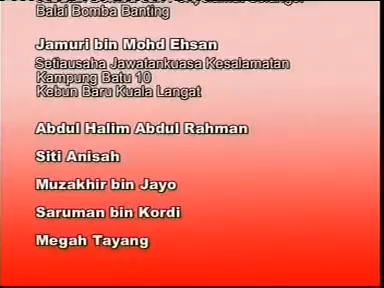 Balai Bomba Banting
Jamuri bin Mohd Ehsan
Setiausaha Jawatankuasa Kesalamatan
Kampung Batu 10
Kebun Baru Kuala Langat
Abdul Halim Abdul Rahman
Siti Anisah
Muzakhir bin Jayo
Saruman bin Kordi
Megah Tayang